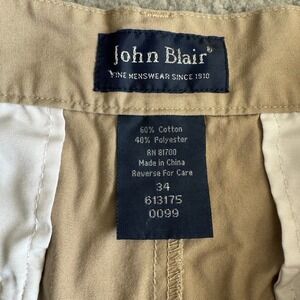 John Blair®
FINE MENSWEAR SINCE 1910
60% Cotton
40% Polyester
RN 81700
Made in China
Reverse For Care
34
613175
0099